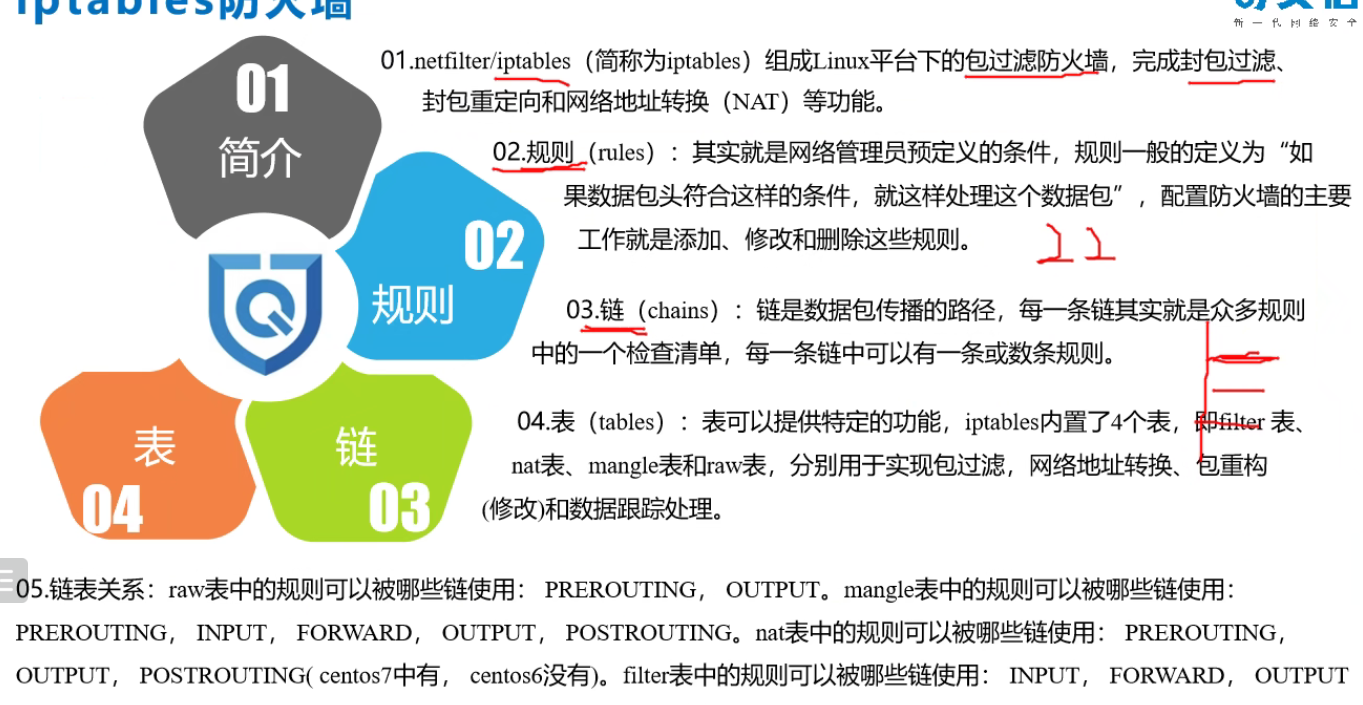 iptables防火墙
新一代网络安全
01
简介
01.netfilter/iptables（简称为iptables）组成Linux平台下的包过滤防火墙，完成封包过滤、
封包重定向和网络地址转换（NAT）等功能。
02
规则
02.规则（rules）：其实就是网络管理员预定义的条件，规则一般的定义为“如
果数据包头符合这样的条件，就这样处理这个数据包”，配置防火墙的主要
工作就是添加、修改和删除这些规则。
22
03.链（chains）：链是数据包传播的路径，每一条链其实就是众多规则
中的一个检查清单，每一条链中可以有一条或数条规则。
链
03
表
04
04.表（tables）：表可以提供特定的功能，iptables内置了4个表，即filter 表、
nat表、mangle表和raw表，分别用于实现包过滤，网络地址转换、包重构
(修改)和数据跟踪处理。
05.链表关系：raw表中的规则可以被哪些链使用： PREROUTING， OUTPUT。mangle表中的规则可以被哪些链使用：
PREROUTING， INPUT， FORWARD， OUTPUT， POSTROUTING。nat表中的规则可以被哪些链使用： PREROUTING，
OUTPUT， POSTROUTING( centos7中有， centos6没有)。filter表中的规则可以被哪些链使用： INPUT， FORWARD， OUTPUT